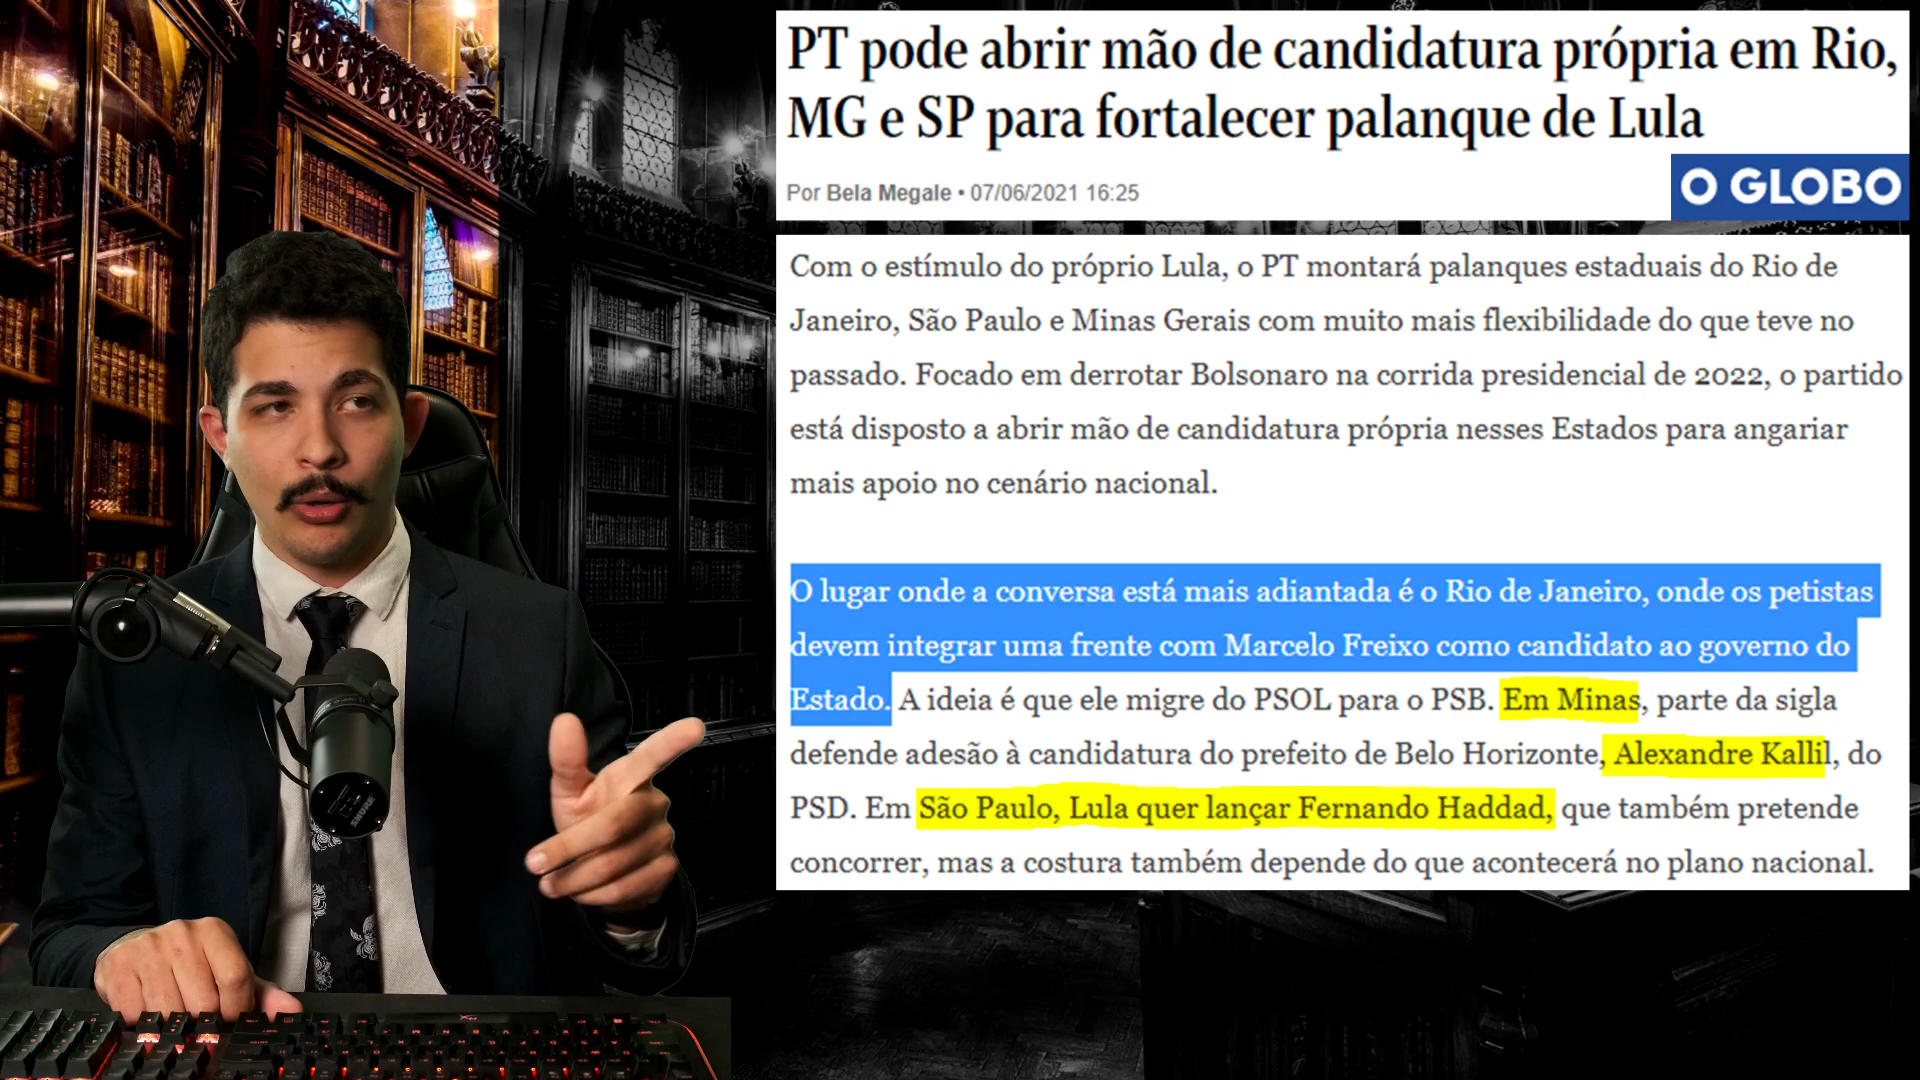 PT pode abrir mão de candidatura própria em Rio,
MG e SP para fortalecer palanque de Lula
O GLOBO
Por Bela Megale • 07/06/2021 16:25
Com o estímulo do próprio Lula, o PT montará palanques estaduais do Rio de
Janeiro, São Paulo e Minas Gerais com muito mais flexibilidade do que teve no
passado. Focado em derrotar Bolsonaro na corrida presidencial de 2022, o partido
está disposto a abrir mão de candidatura própria nesses Estados para angariar
mais apoio no cenário nacional.
O lugar onde a conversa está mais adiantada é o Rio de Janeiro, onde os petistas
devem integrar uma frente com Marcelo Freixo como candidato ao governo do
Estado. A ideia é que ele migre do PSOL para o PSB. Em Minas, parte da sigla
defende adesão à candidatura do prefeito de Belo Horizonte, Alexandre Kallil, do
PSD. Em São Paulo, Lula quer lançar Fernando Haddad, que também pretende
concorrer, mas a costura também depende do que acontecerá no plano nacional.
SHURE